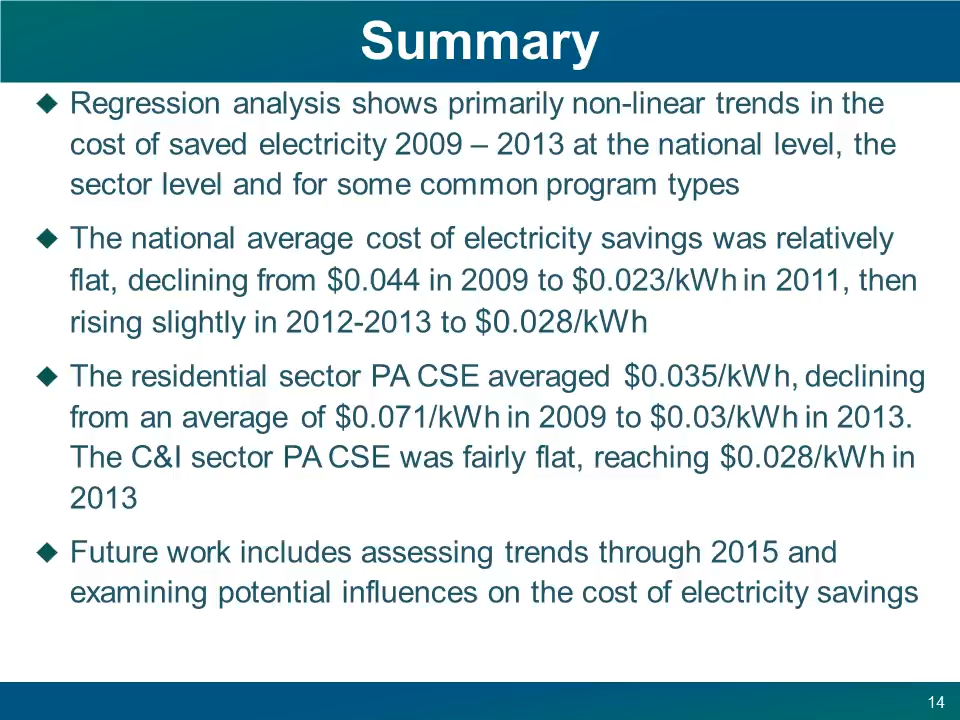 Summary
◆ Regression analysis shows primarily non-linear trends in the
cost of saved electricity 2009 – 2013 at the national level, the
sector level and for some common program types
◆ The national average cost of electricity savings was relatively
flat, declining from $0.044 in 2009 to $0.023/kWh in 2011, then
rising slightly in 2012-2013 to $0.028/kWh
◆ The residential sector PA CSE averaged $0.035/kWh, declining
from an average of $0.071/kWh in 2009 to $0.03/kWh in 2013.
The C&I sector PA CSE was fairly flat, reaching $0.028/kWh in
2013
◆ Future work includes assessing trends through 2015 and
examining potential influences on the cost of electricity savings
14